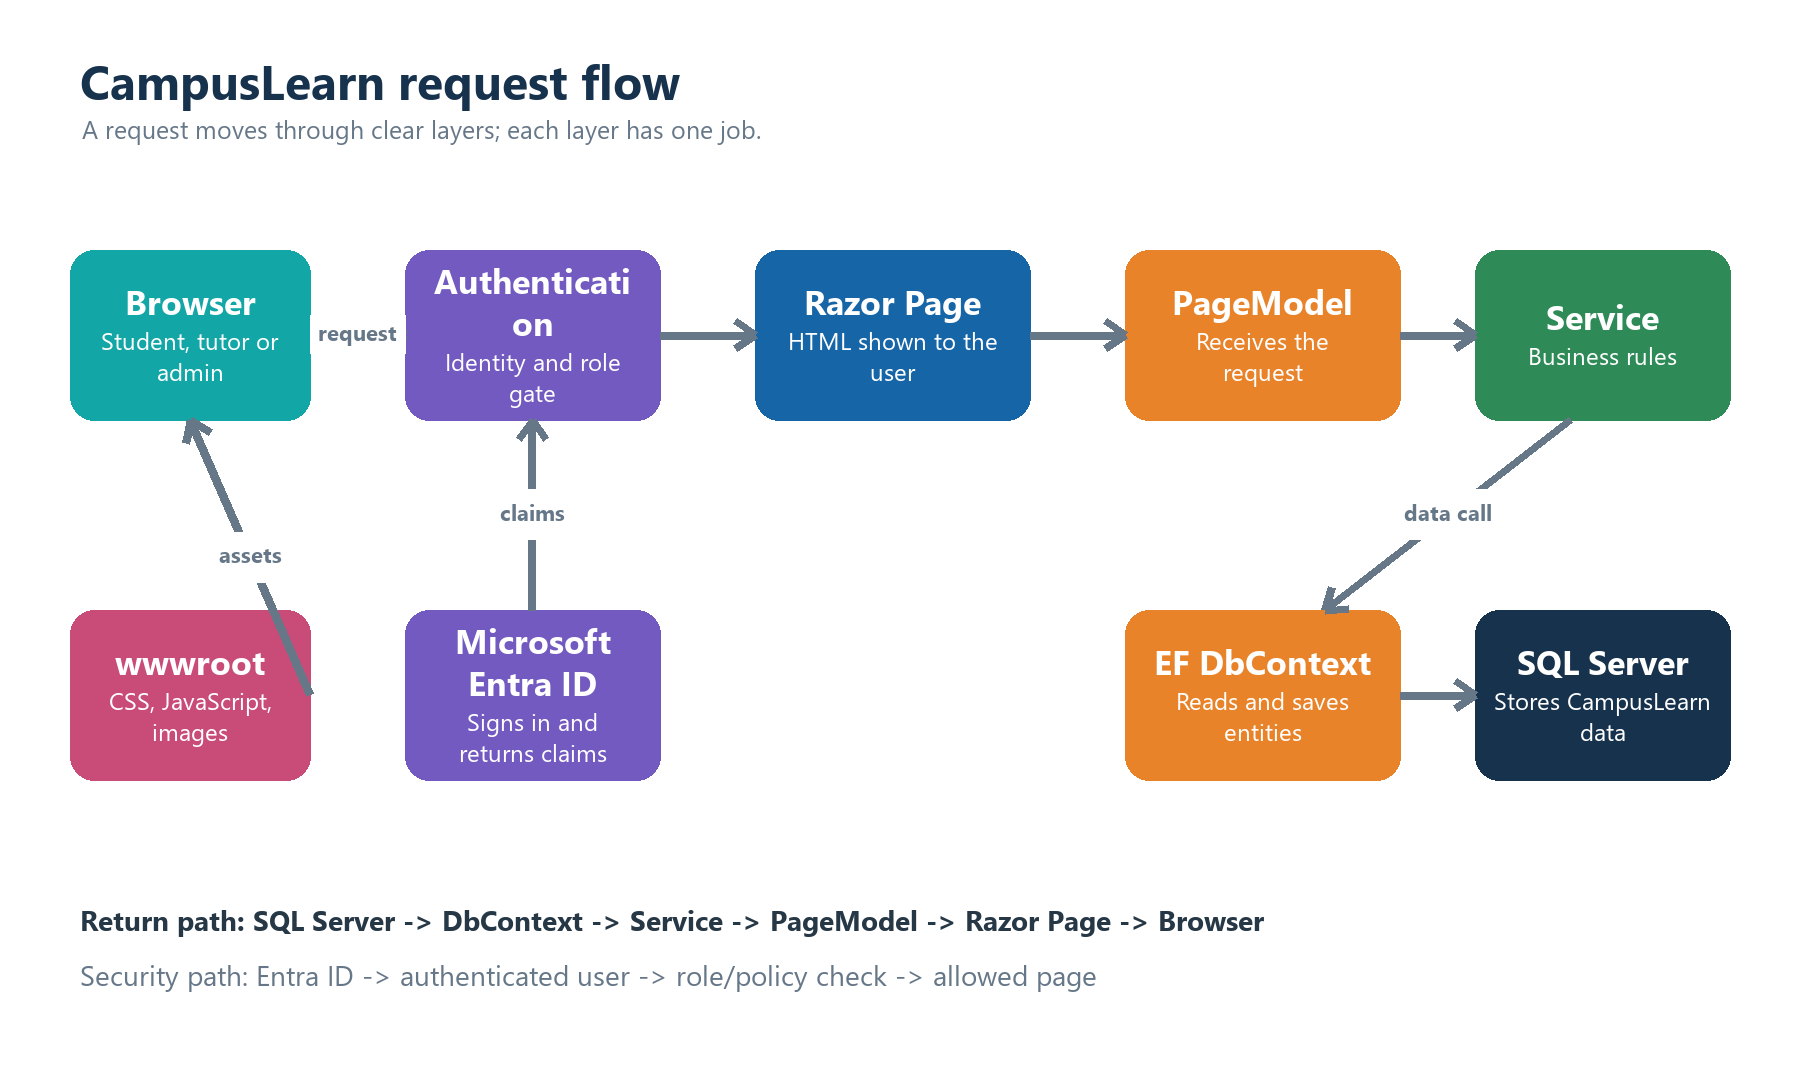 CampusLearn request flow
A request moves through clear layers; each layer has one job.
Browser
Student, tutor or
admin
request
Authenticati
on
Identity and role
gate
Razor Page
HTML shown to the
user
PageModel
Receives the
request
Service
Business rules
assets
claims
data call
wwwroot
CSS, JavaScript,
images
Microsoft
Entra ID
Signs in and
returns claims
EF DbContext
Reads and saves
entities
SQL Server
Stores CampusLearn
data
Return path: SQL Server -> DbContext -> Service -> PageModel -> Razor Page -> Browser
Security path: Entra ID -> authenticated user -> role/policy check -> allowed page